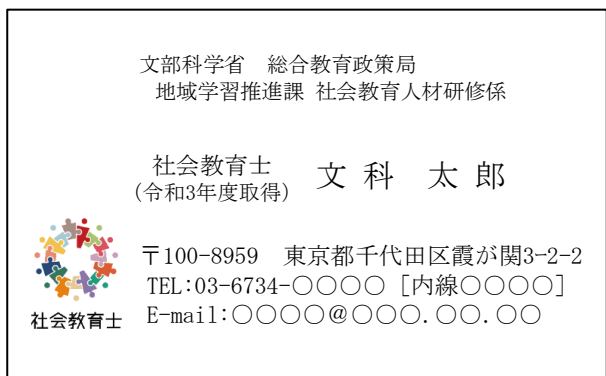 文部科学省　総合教育政策局
地域学習推進課 社会教育人材研修係
社会教育士
(令和3年度取得)
文 科　太 郎
〒100-8959　東京都千代田区霞が関3-2-2
TEL:03-6734-○○○○［内線○○○○］
E-mail:○○○○@○○○.○○.○○
社会教育士